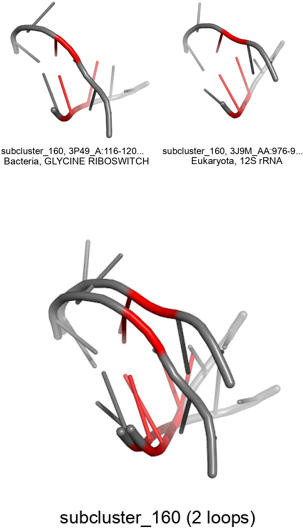 subcluster_160, 3P49_A:116-120...
Bacteria, GLYCINE RIBOSWITCH
subcluster_160, 3J9M_AA:976-9...
Eukaryota, 12S rRNA
subcluster_160 (2 loops)